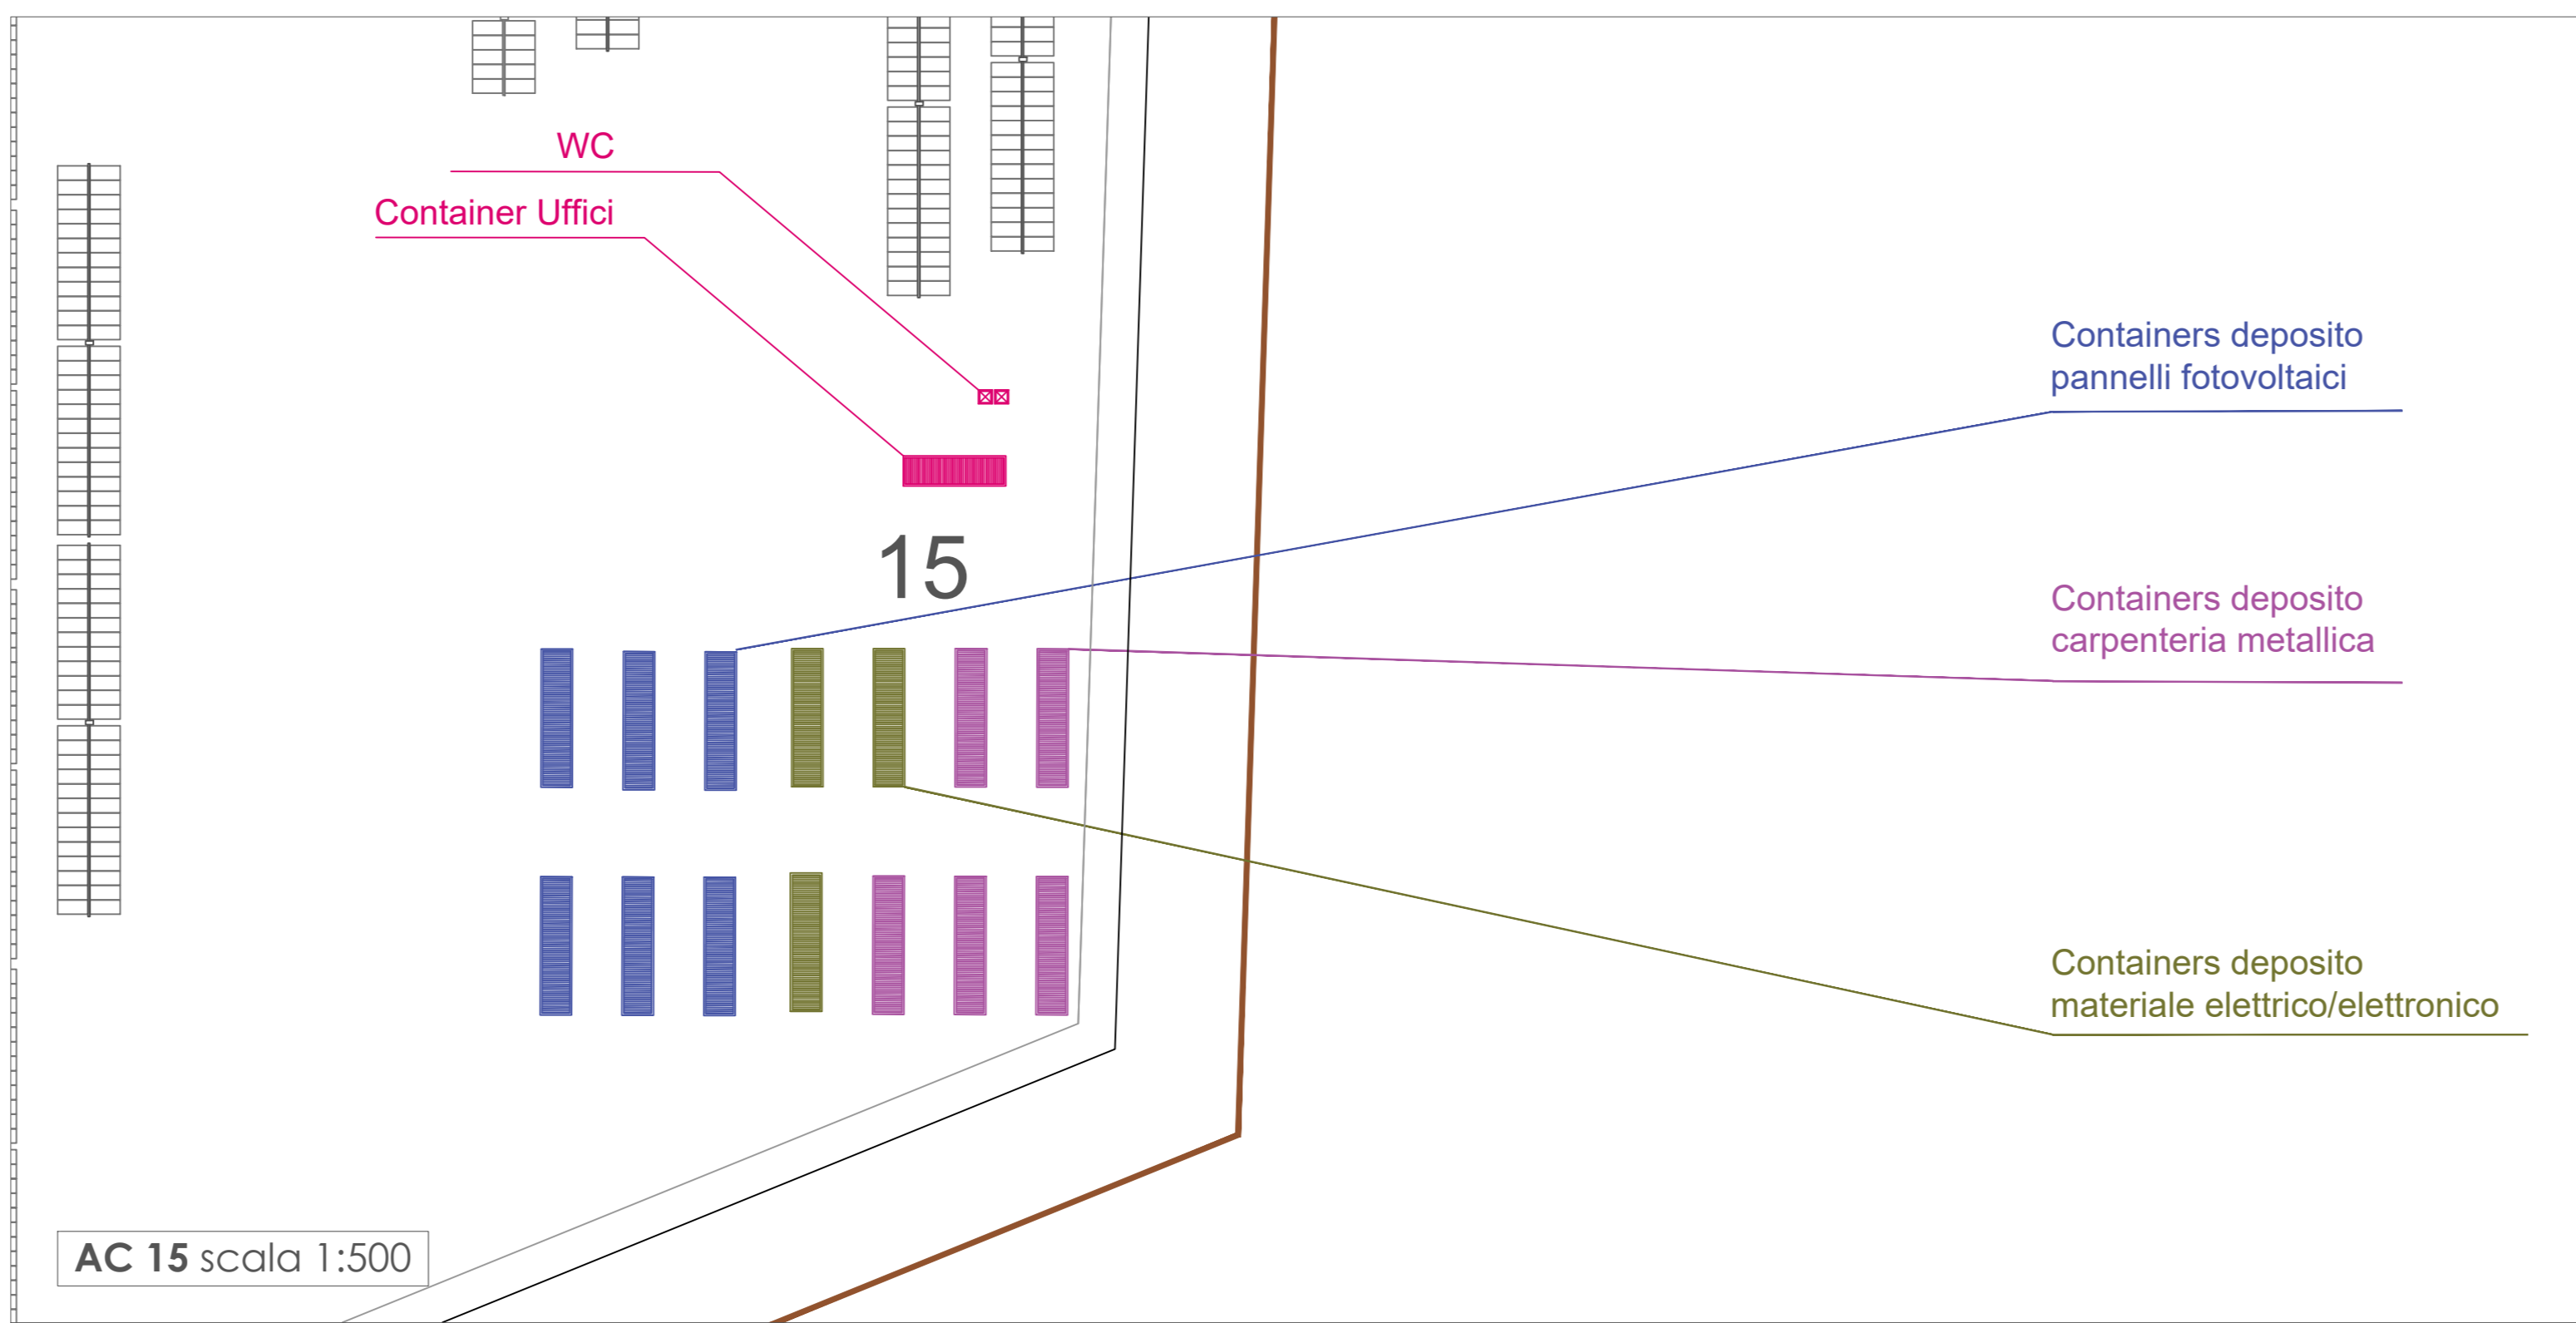 WC
Container Uffici
15
Containers deposito
pannelli fotovoltaici
Containers deposito
carpenteria metallica
Containers deposito
materiale elettrico/elettronico
AC 15 scala 1:500